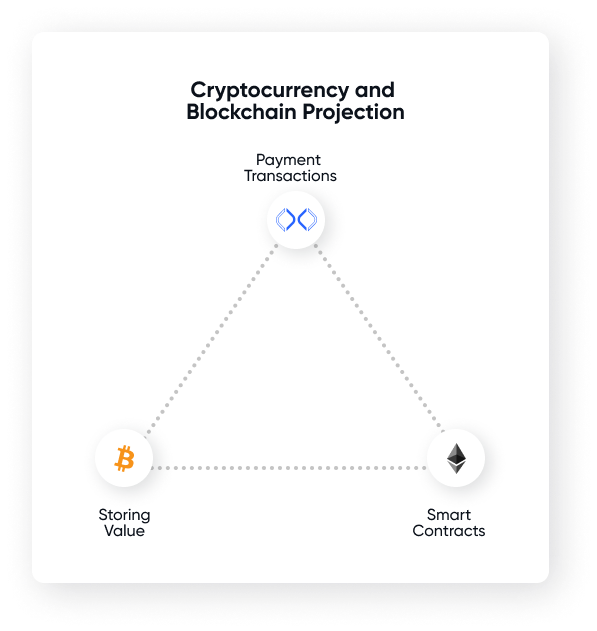 Cryptocurrency and
Blockchain Projection
Payment
Transactions
Storing
Value
Smart
Contracts